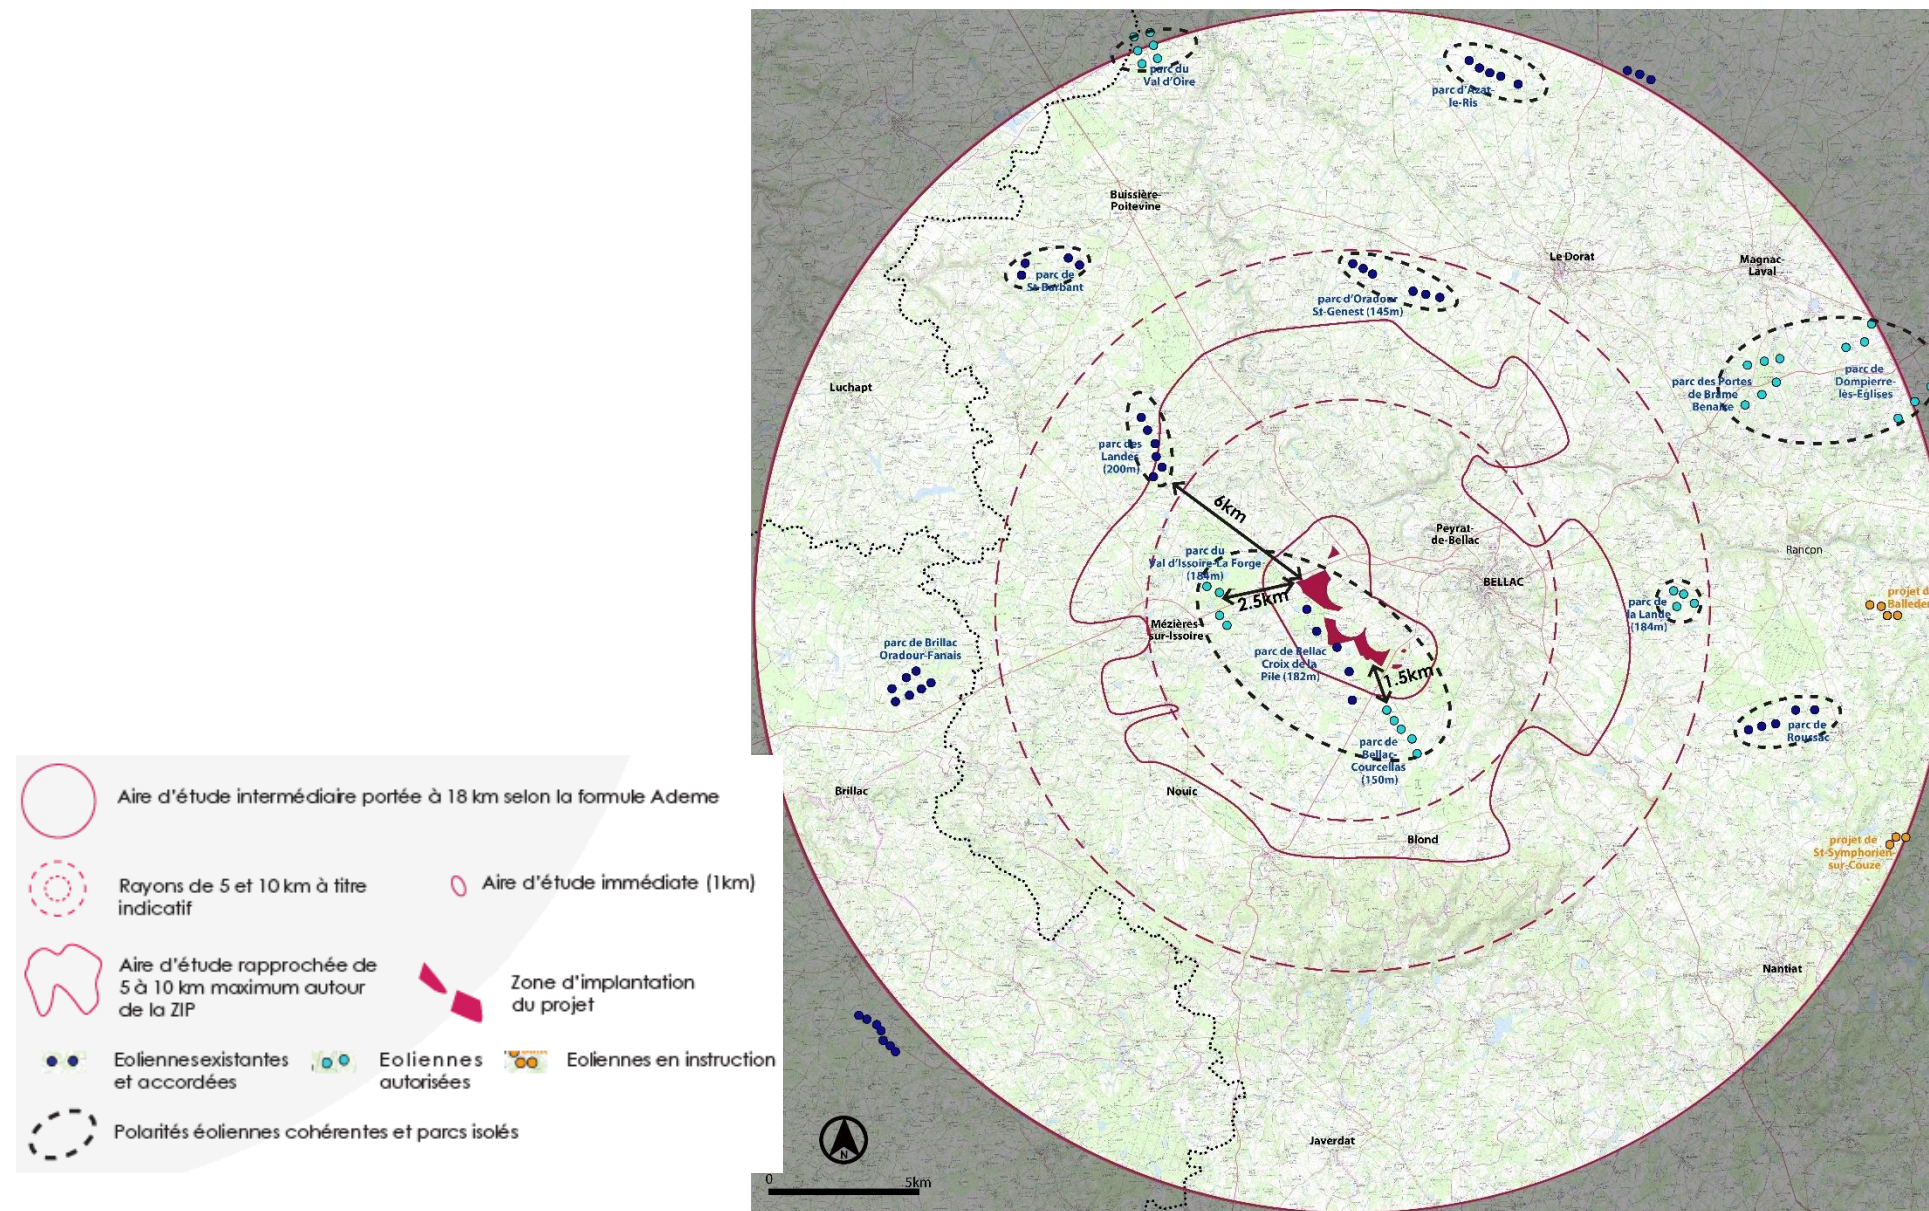 parc du
Val d'Oire
parc d'Azat-
le-Ris
Buissière-
Poitevine
parc de
St-Barbant
Le Dorat
Magnac-
Laval
parc d'Oradour
St-Genest (145m)
Luchapt
parc des Portes
de Brame
Benaize
parc de
Dompierre-
les-Eglises
parc des
Landes
(200m)
6km
Peyrat-
de-Bellac
Rancon
parc du
Val d'Issoire-La Forge
(184m)
2.5km
BELLAC
parc de
la Lande
(184m)
projet d
Balleden
Mézières-
sur-Issoire
parc de Brillac
Oradour-Fanais
parc de Bellac
Croix de la
Pile (182m)
1.5km
parc de
Bellac-
Courcellas
(150m)
parc de
Roussac
Brillac
Nouic
Blond
projet de
St-Symphorien-
sur-Couze
Nantiat
Javerdat
N
0 5km
Aire d'étude intermédiaire portée à 18 km selon la formule Ademe
Rayons de 5 et 10 km à titre
indicatif
Aire d'étude immédiate (1km)
Aire d'étude rapprochée de
5 à 10 km maximum autour
de la ZIP
Zone d'implantation
du projet
Eoliennes existantes
et accordées
Eoliennes
autorisées
Eoliennes en instruction
Polarités éoliennes cohérentes et parcs isolés